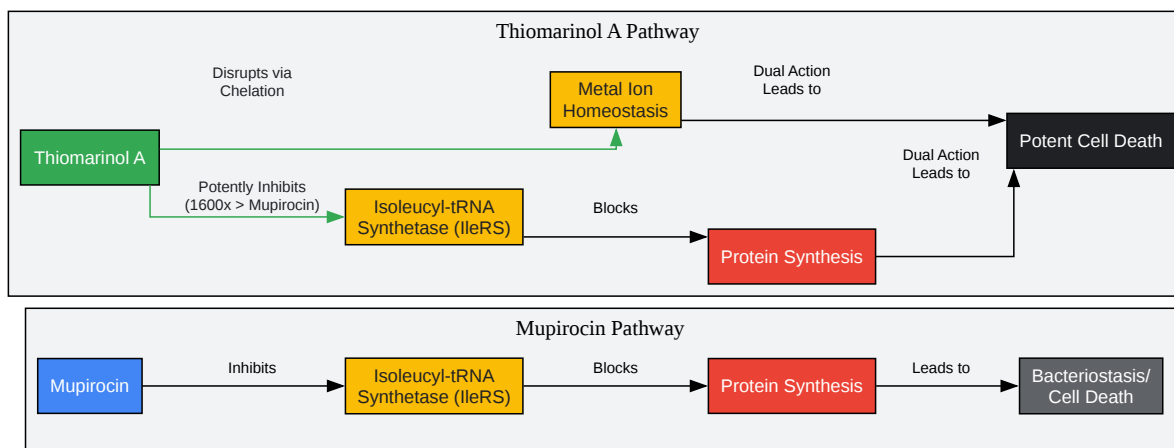 Thiomarinol A Pathway
Disrupts via
Chelation
Metal Ion
Homeostasis
Dual Action
Leads to
Thiomarinol A
Potent Cell Death
Potently Inhibits
(1600x > Mupirocin)
Isoleucyl-tRNA
Synthetase (IleRS)
Blocks
Protein Synthesis
Dual Action
Leads to
Mupirocin Pathway
Mupirocin
Inhibits
Isoleucyl-tRNA
Synthetase (IleRS)
Blocks
Protein Synthesis
Leads to
Bacteriostasis/
Cell Death